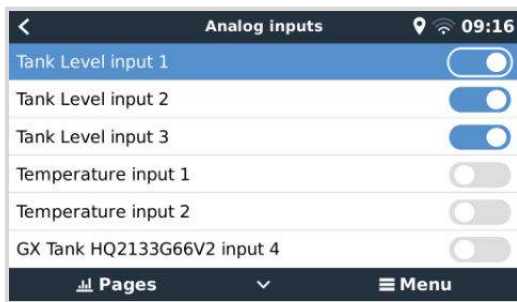 Analog inputs 09:16
Tank Level input 1
Tank Level input 2
Tank Level input 3
Temperature input 1
Temperature input 2
GX Tank HQ2133G66V2 input 4
Pages Menu